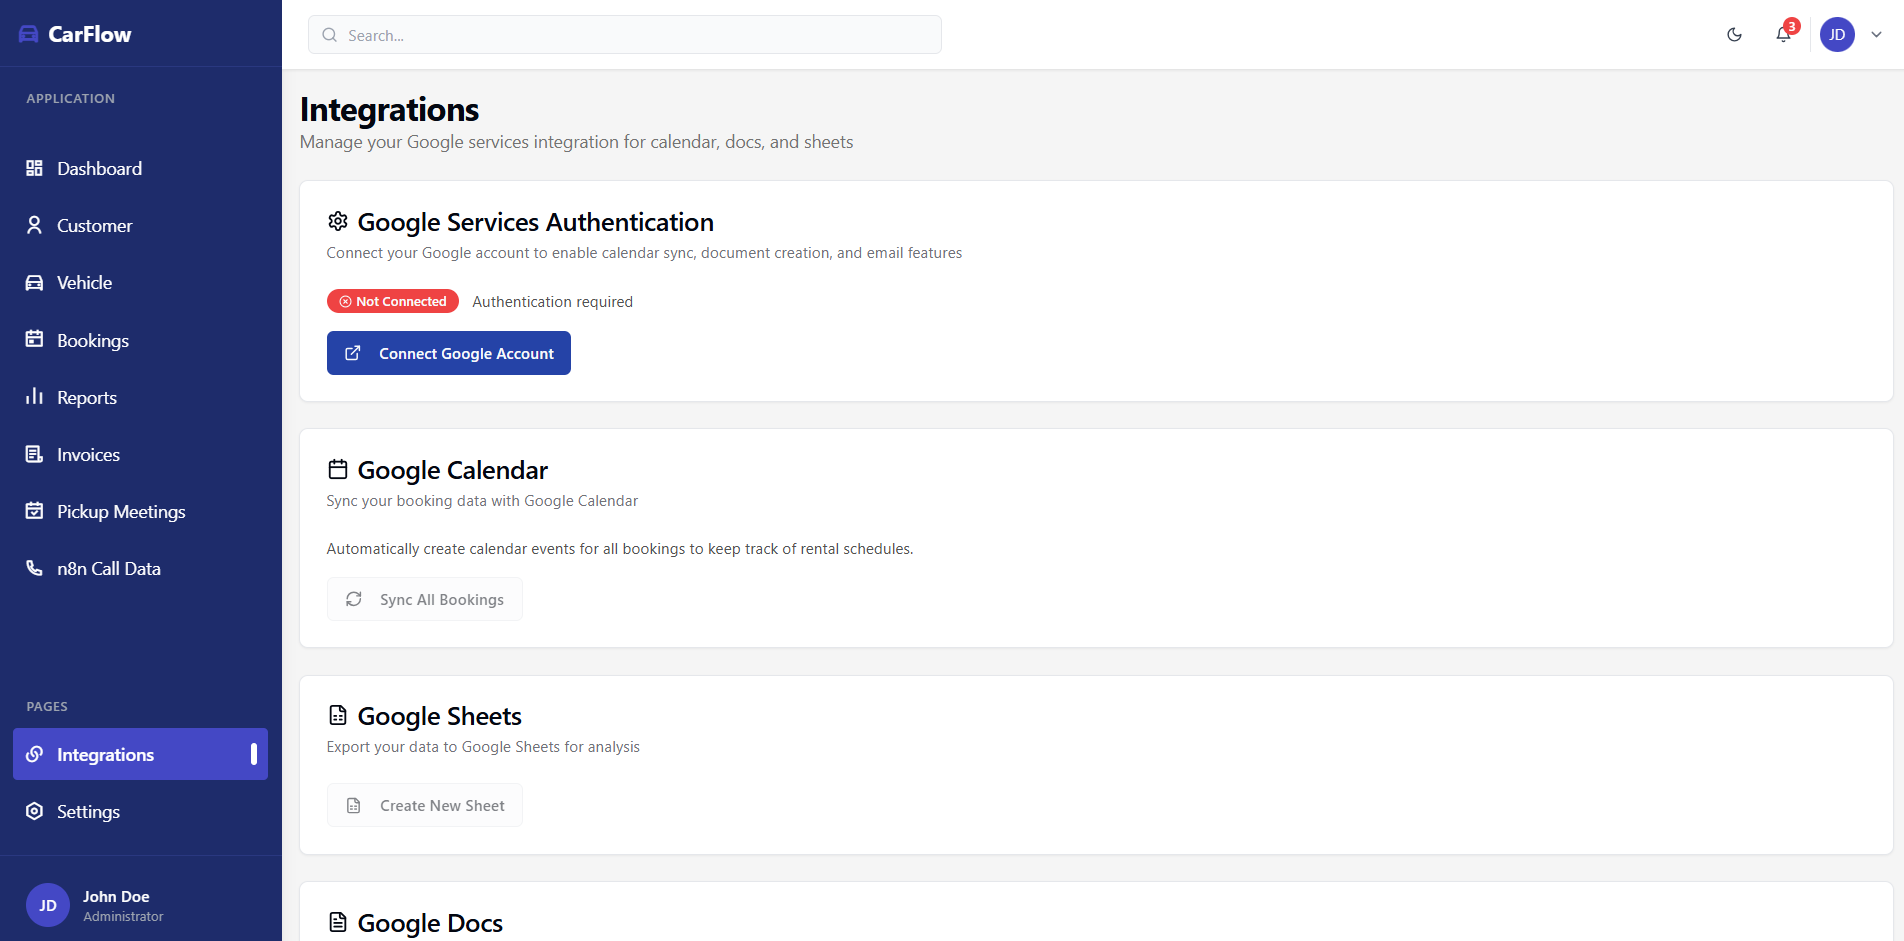 CarFlow
Search...
3
JD
APPLICATION
Dashboard
Customer
Vehicle
Bookings
Reports
Invoices
Pickup Meetings
n8n Call Data
PAGES
Integrations
Settings
JD
John Doe
Administrator
Integrations
Manage your Google services integration for calendar, docs, and sheets
Google Services Authentication
Connect your Google account to enable calendar sync, document creation, and email features
Not Connected Authentication required
Connect Google Account
Google Calendar
Sync your booking data with Google Calendar
Automatically create calendar events for all bookings to keep track of rental schedules.
Sync All Bookings
Google Sheets
Export your data to Google Sheets for analysis
Create New Sheet
Google Docs